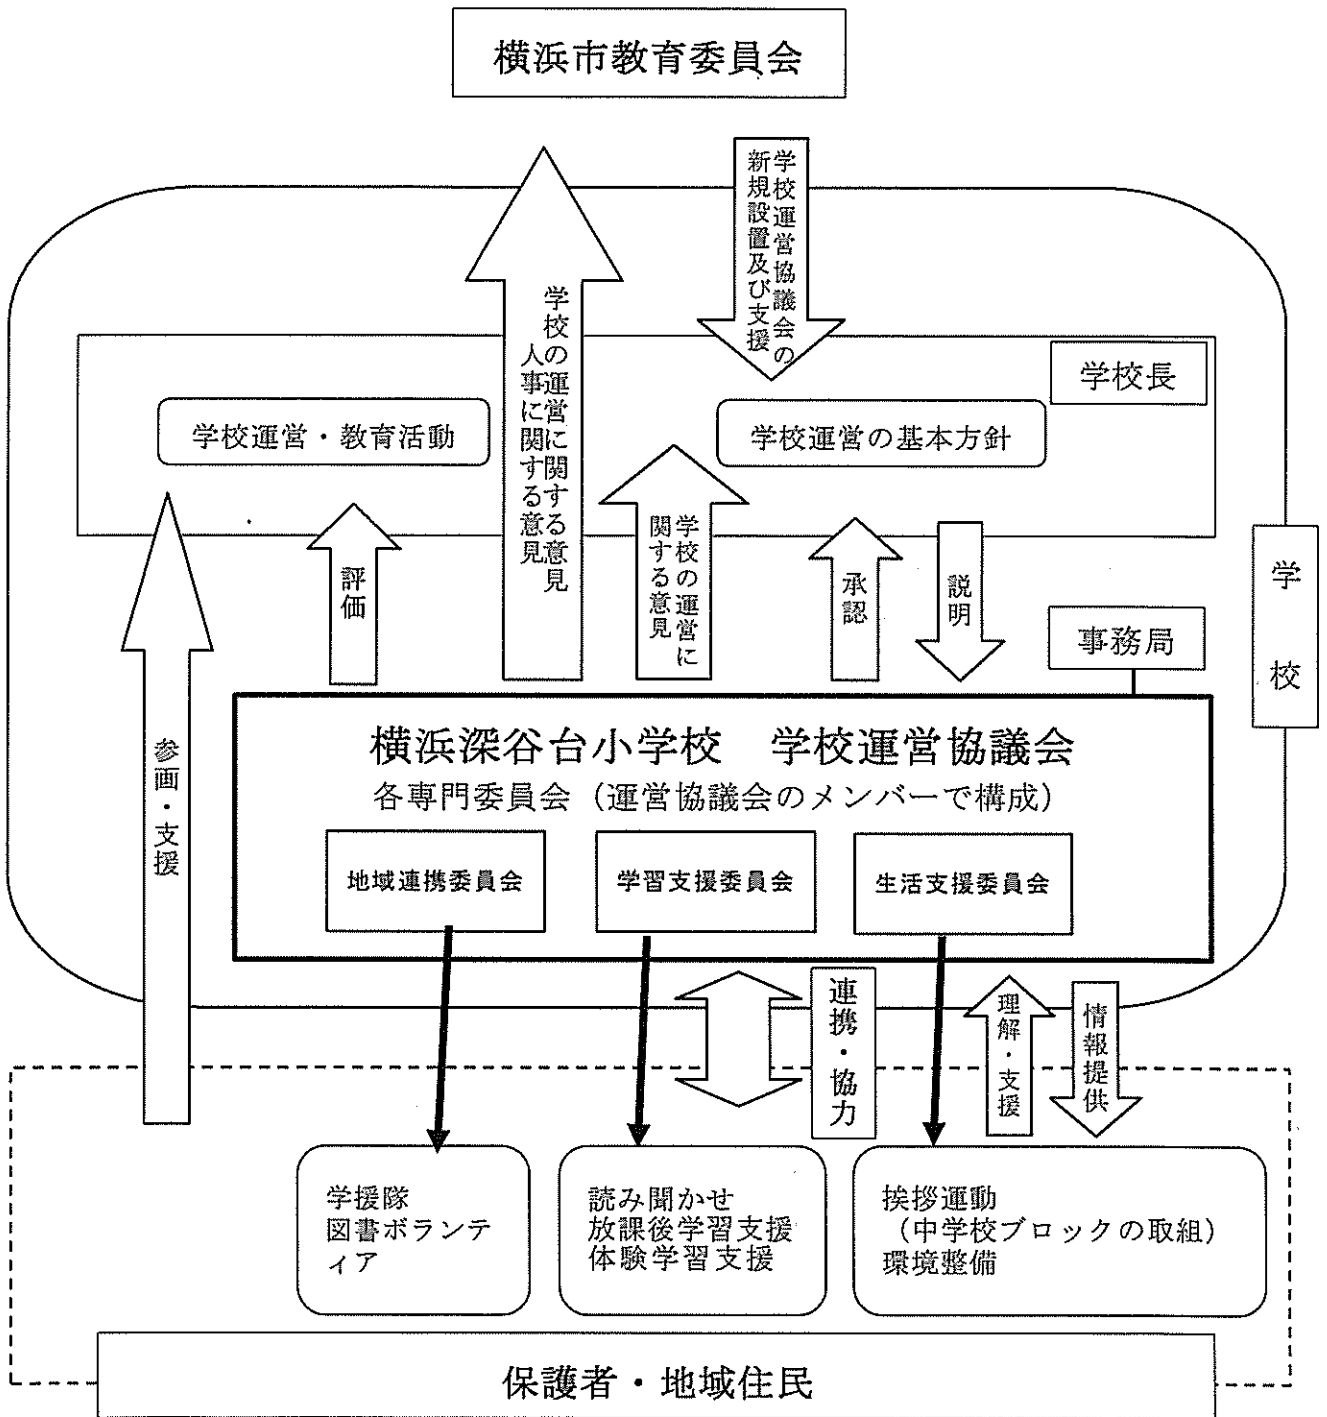 横浜市教育委員会
学校運営協議会の
新規設置及び支援
学校の運営に関する意見
人事に関する意見
学校長
学校運営・教育活動
学校運営の基本方針
学校の運営に
関する意見
評価
承認
説明
学校
事務局
横浜深谷台小学校 学校運営協議会
各専門委員会（運営協議会のメンバーで構成）
参画・支援
地域連携委員会
学習支援委員会
生活支援委員会
連携・協力
理解・支援
情報提供
学援隊
図書ボランテ
ィア
読み聞かせ
放課後学習支援
体験学習支援
挨拶運動
（中学校ブロックの取組）
環境整備
保護者・地域住民